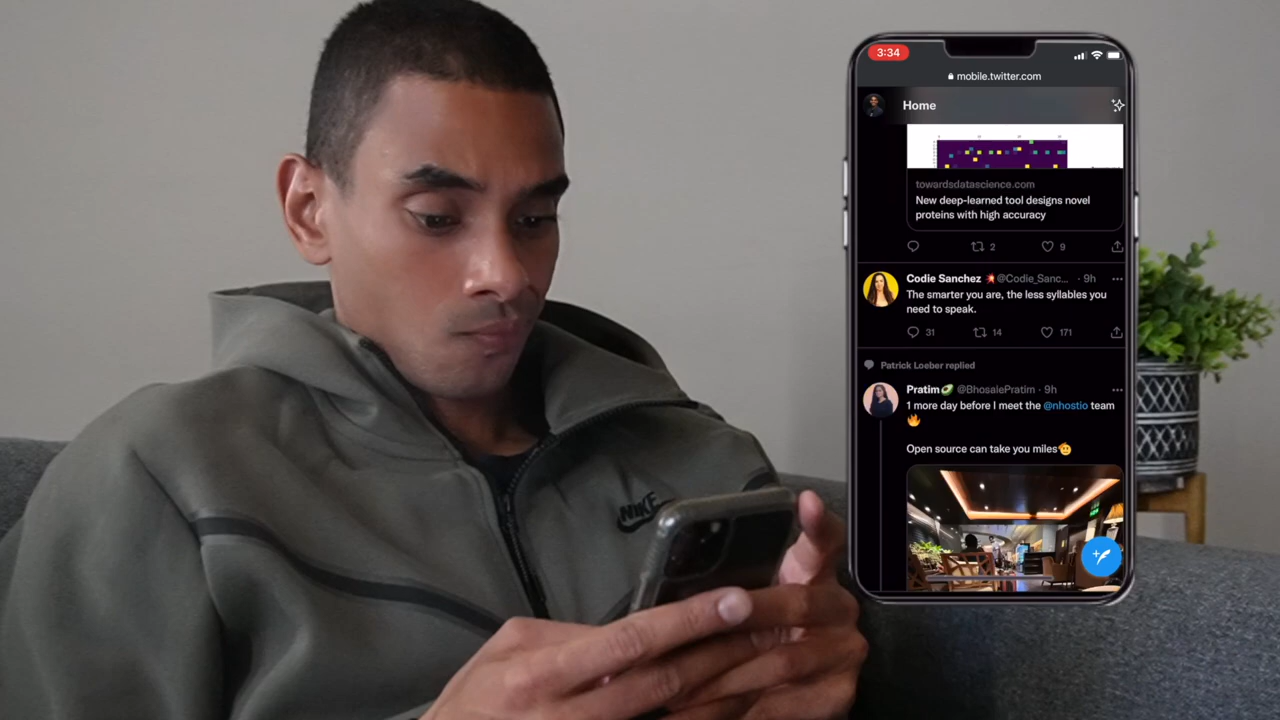 3:34
mobile.twitter.com
Home
towardsdatascience.com
New deep-learned tool designs novel
proteins with high accuracy
2 9
Codie Sanchez 💥 @Codie_Sanc... · 9h ···
The smarter you are, the less syllables you
need to speak.
31 14 171
Patrick Loeber replied
Pratim🥑 @BhosalePratim · 9h ···
1 more day before I meet the @nhostio team
🔥
Open source can take you miles🫡
NIKE